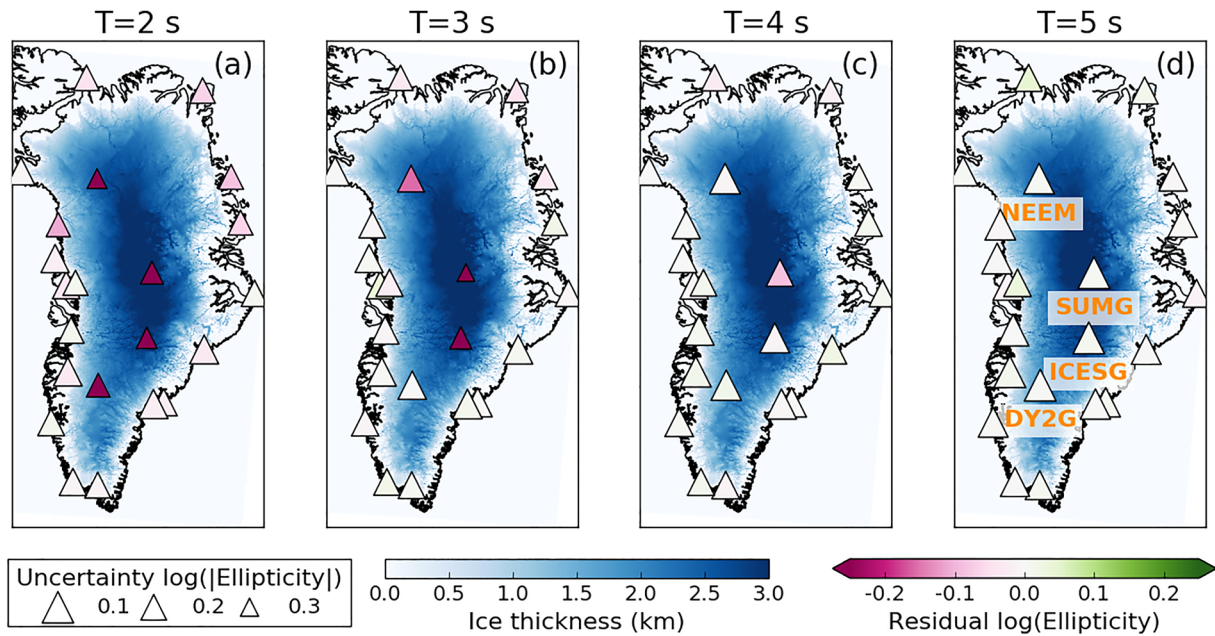 T=2 s
T=3 s
T=4 s
T=5 s
(a)
(b)
(c)
(d)
NEEM
SUMG
ICESG
DY2G
Uncertainty log(|Ellipticity|)
0.1 0.2 0.3
0.0 0.5 1.0 1.5 2.0 2.5 3.0
Ice thickness (km)
-0.2 -0.1 0.0 0.1 0.2
Residual log(Ellipticity)